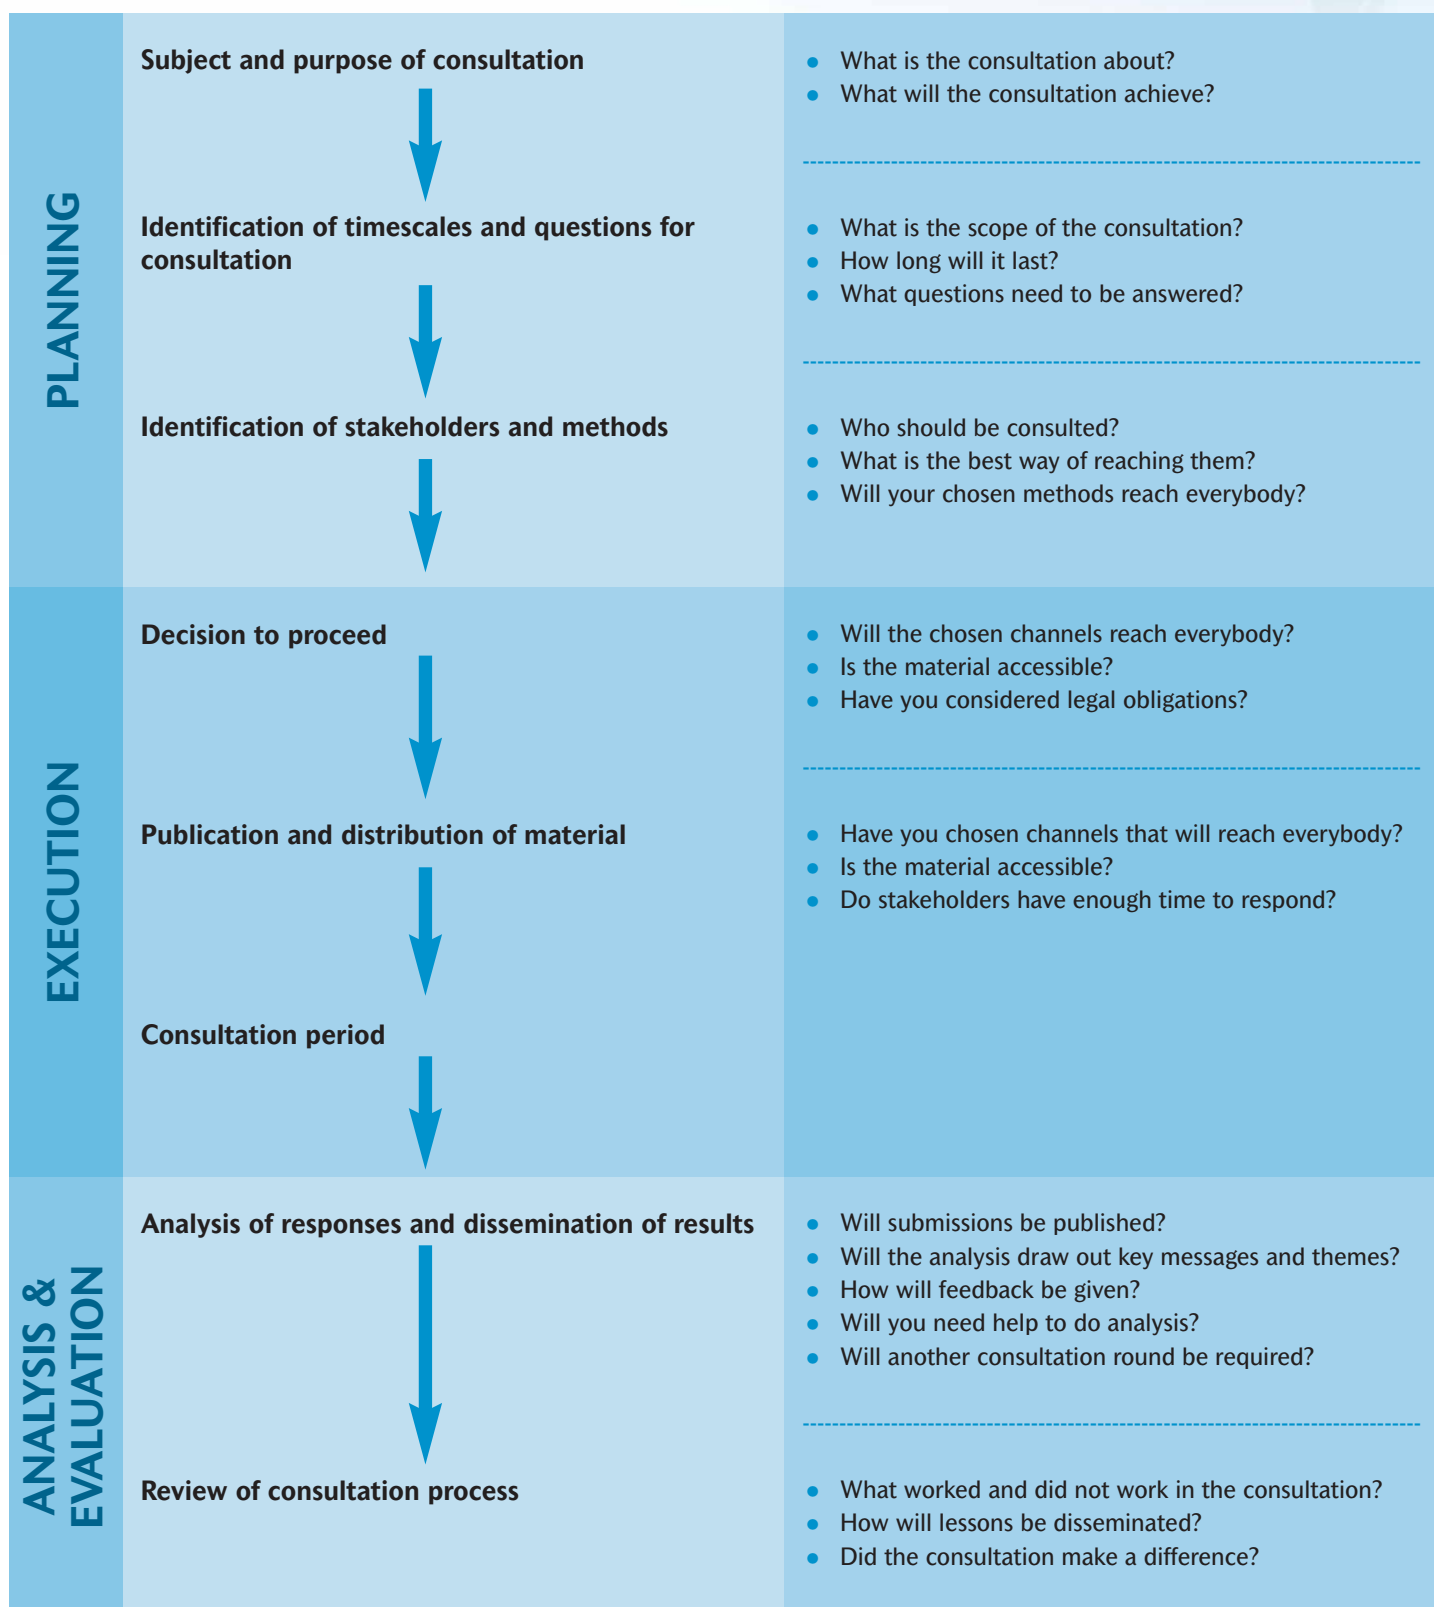 PLANNING
Subject and purpose of consultation
• What is the consultation about?
• What will the consultation achieve?
Identification of timescales and questions for
consultation
• What is the scope of the consultation?
• How long will it last?
• What questions need to be answered?
Identification of stakeholders and methods
• Who should be consulted?
• What is the best way of reaching them?
• Will your chosen methods reach everybody?
EXECUTION
Decision to proceed
• Will the chosen channels reach everybody?
• Is the material accessible?
• Have you considered legal obligations?
Publication and distribution of material
• Have you chosen channels that will reach everybody?
• Is the material accessible?
• Do stakeholders have enough time to respond?
Consultation period
ANALYSIS &
EVALUATION
Analysis of responses and dissemination of results
• Will submissions be published?
• Will the analysis draw out key messages and themes?
• How will feedback be given?
• Will you need help to do analysis?
• Will another consultation round be required?
Review of consultation process
• What worked and did not work in the consultation?
• How will lessons be disseminated?
• Did the consultation make a difference?